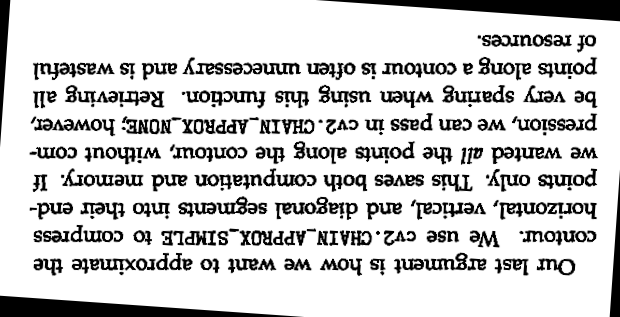 Our last argument is how we want to approximate the
contour. We use cv2.CHAIN_APPROX_SIMPLE to compress
horizontal, vertical, and diagonal segments into their end-
points only. This saves both computation and memory. If
we wanted all the points along the contour, without com-
pression, we can pass in cv2.CHAIN_APPROX_NONE; however,
be very sparing when using this function. Retrieving all
points along a contour is often unnecessary and is wasteful
of resources.